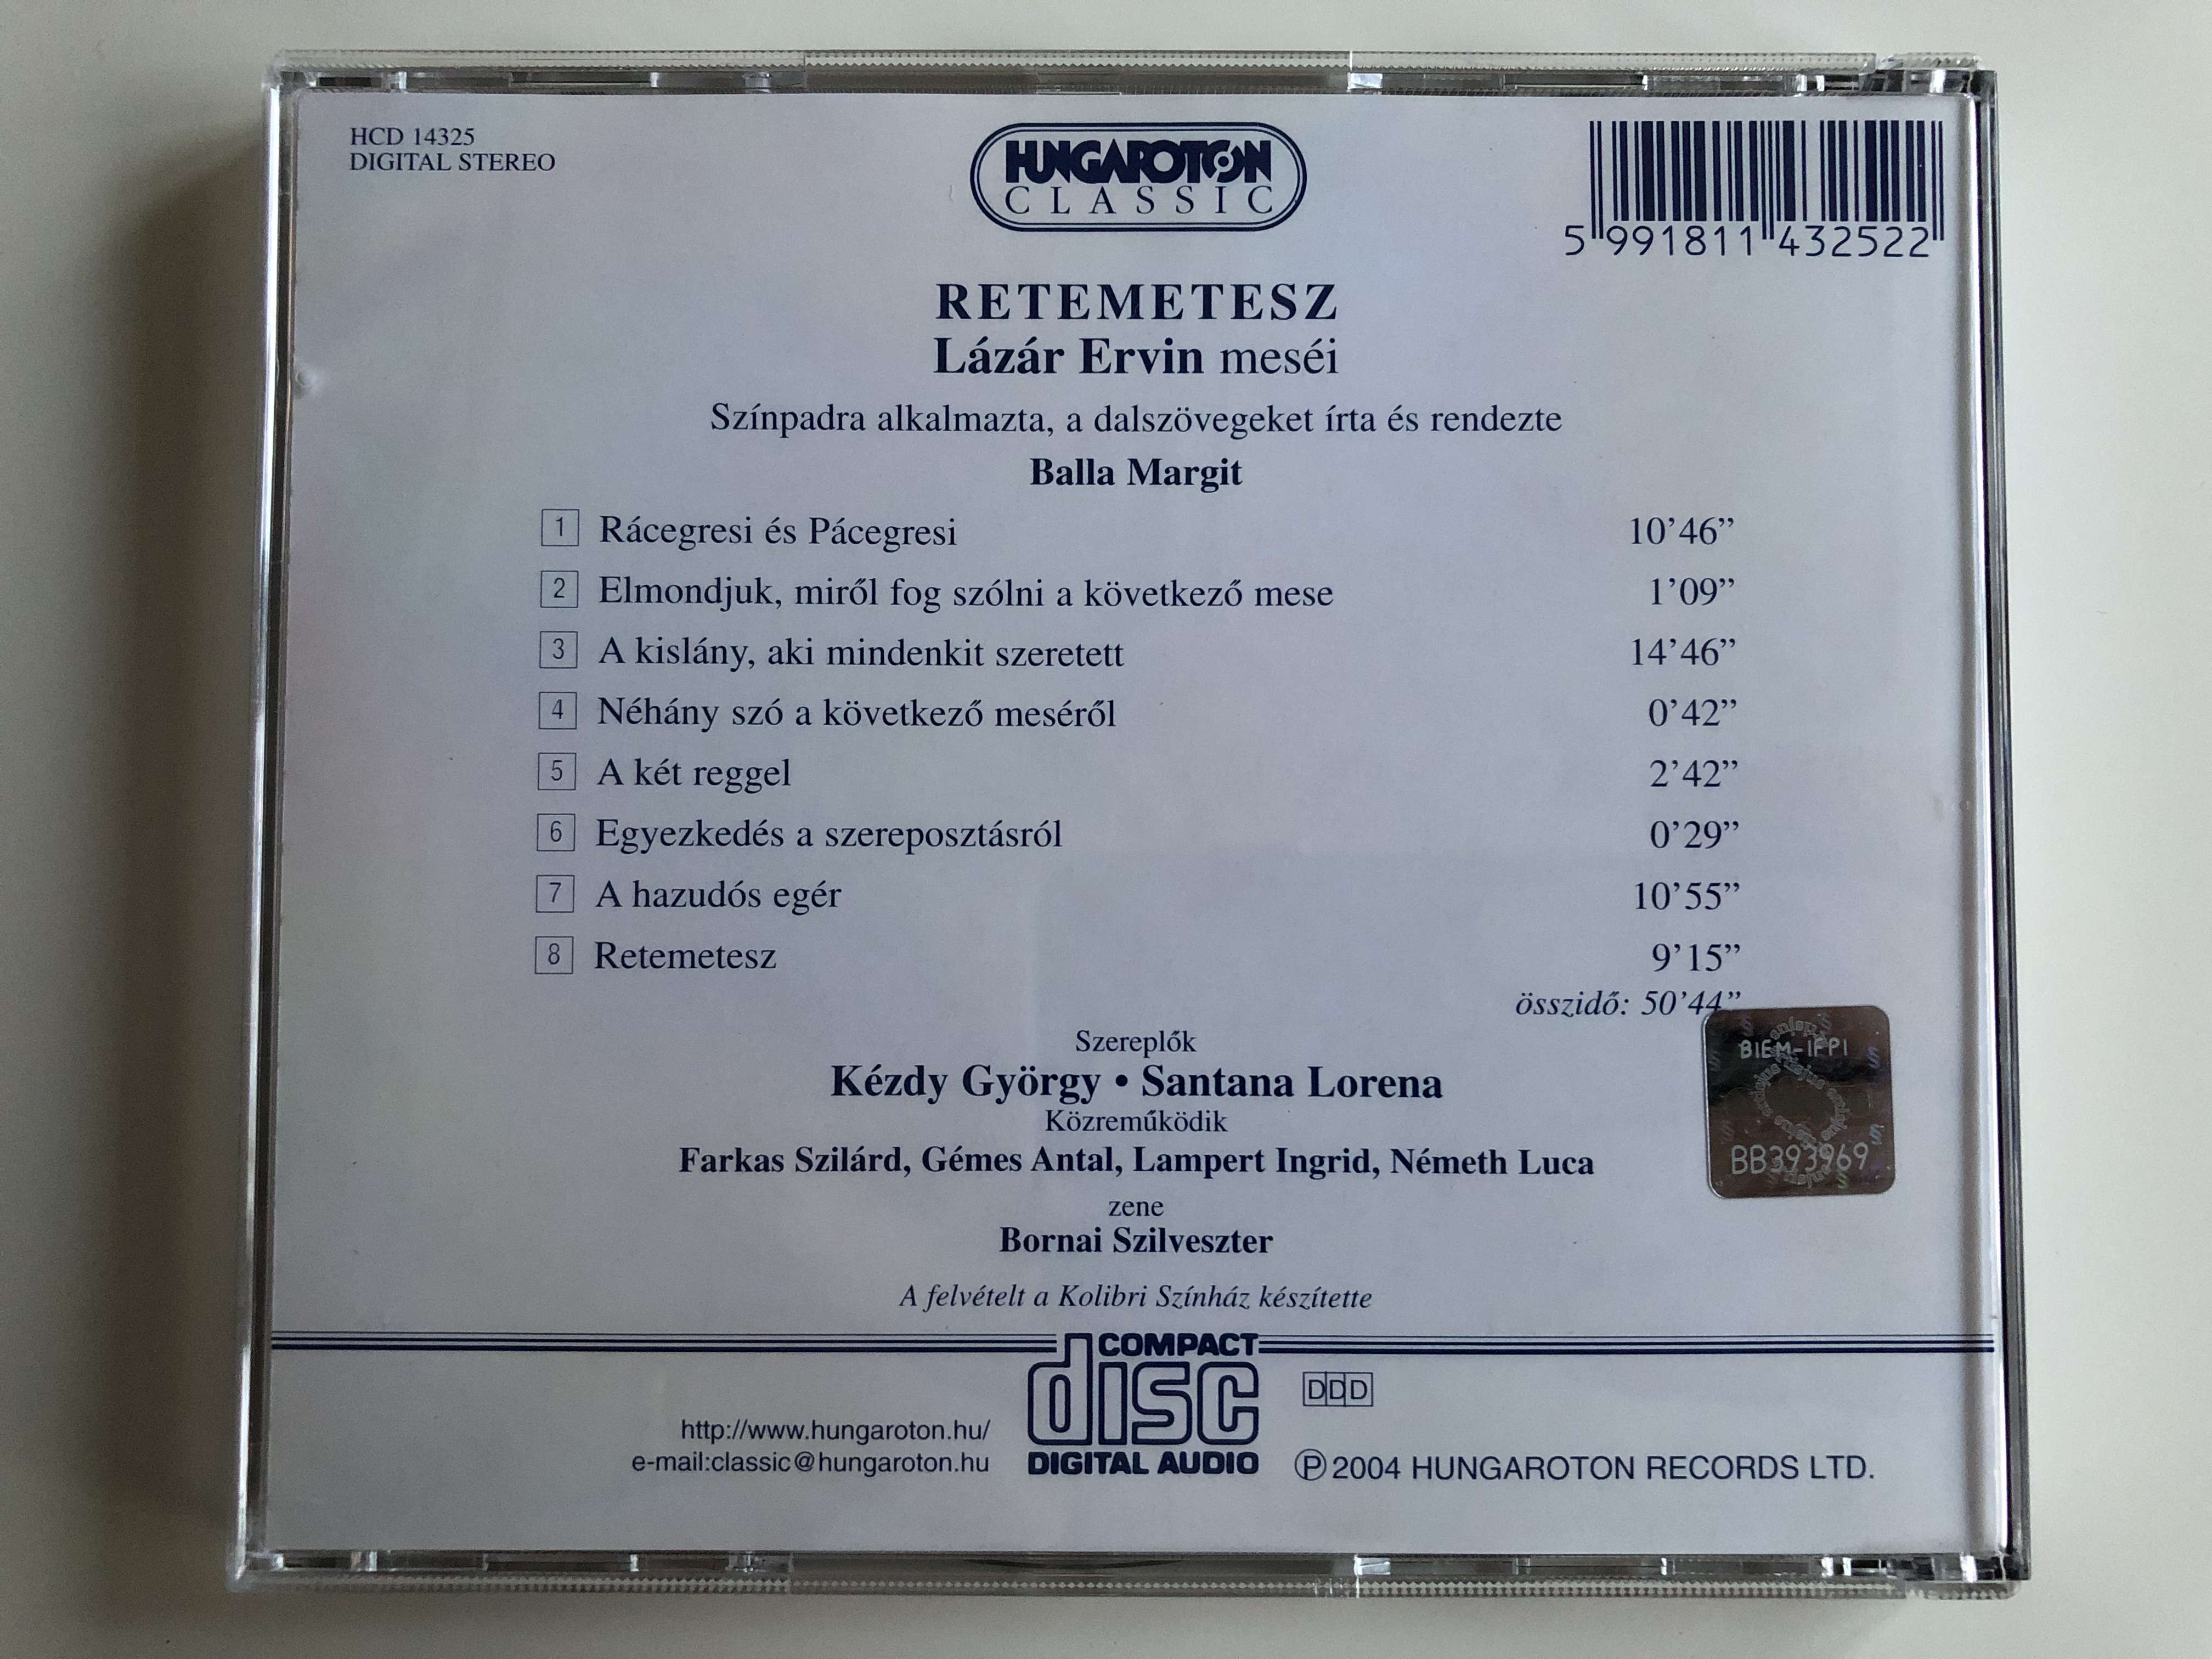 HCD 14325
DIGITAL STEREO
HUNGAROTON
CLASSIC
5 991811 432522
RETEMETESZ
Lázár Ervin meséi
Színpadra alkalmazta, a dalszövegeket írta és rendezte
Balla Margit
1 Rácegresi és Pácegresi 10’46”
2 Elmondjuk, miről fog szólni a következő mese 1’09”
3 A kislány, aki mindenkit szeretett 14’46”
4 Néhány szó a következő meséről 0’42”
5 A két reggel 2’42”
6 Egyezkedés a szereposztásról 0’29”
7 A hazudós egér 10’55”
8 Retemetesz 9’15”
összidő: 50’44”
Szereplők
Kézdy György • Santana Lorena
Közreműködik
Farkas Szilárd, Gémes Antal, Lampert Ingrid, Németh Luca
zene
Bornai Szilveszter
A felvételt a Kolibri Színház készítette
BIEM-IFPI
BB393969
COMPACT
disc
DIGITAL AUDIO
DDD
http://www.hungaroton.hu/
e-mail:classic@hungaroton.hu
℗ 2004 HUNGAROTON RECORDS LTD.